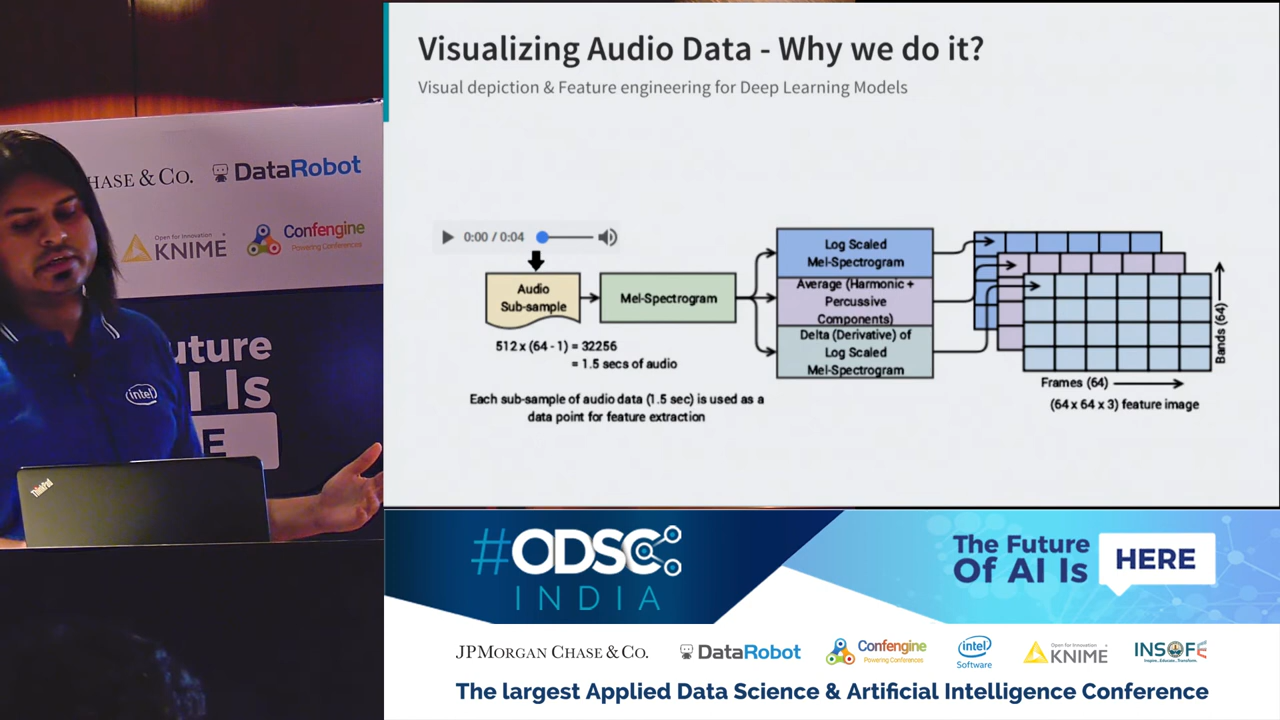 Visualizing Audio Data - Why we do it?
Visual depiction & Feature engineering for Deep Learning Models
0:00 / 0:04
Audio
Sub-sample
Mel-Spectrogram
Log Scaled
Mel-Spectrogram
Average (Harmonic +
Percussive
Components)
Delta (Derivative) of
Log Scaled
Mel-Spectrogram
512 x (64 - 1) = 32256
= 1.5 secs of audio
Each sub-sample of audio data (1.5 sec) is used as a
data point for feature extraction
Bands (64)
Frames (64)
(64 x 64 x 3) feature image
HASE & CO.
DataRobot
Open for Innovation
KNIME
Confengine
Powering Conferences
uture
I Is
E
intel
ThinkPad
#ODSC
INDIA
The Future
Of AI Is
HERE
JPMORGAN CHASE & CO.
DataRobot
Confengine
Powering Conferences
intel
Software
Open for Innovation
KNIME
INSOFE
Inspire...Educate...Transform.
The largest Applied Data Science & Artificial Intelligence Conference